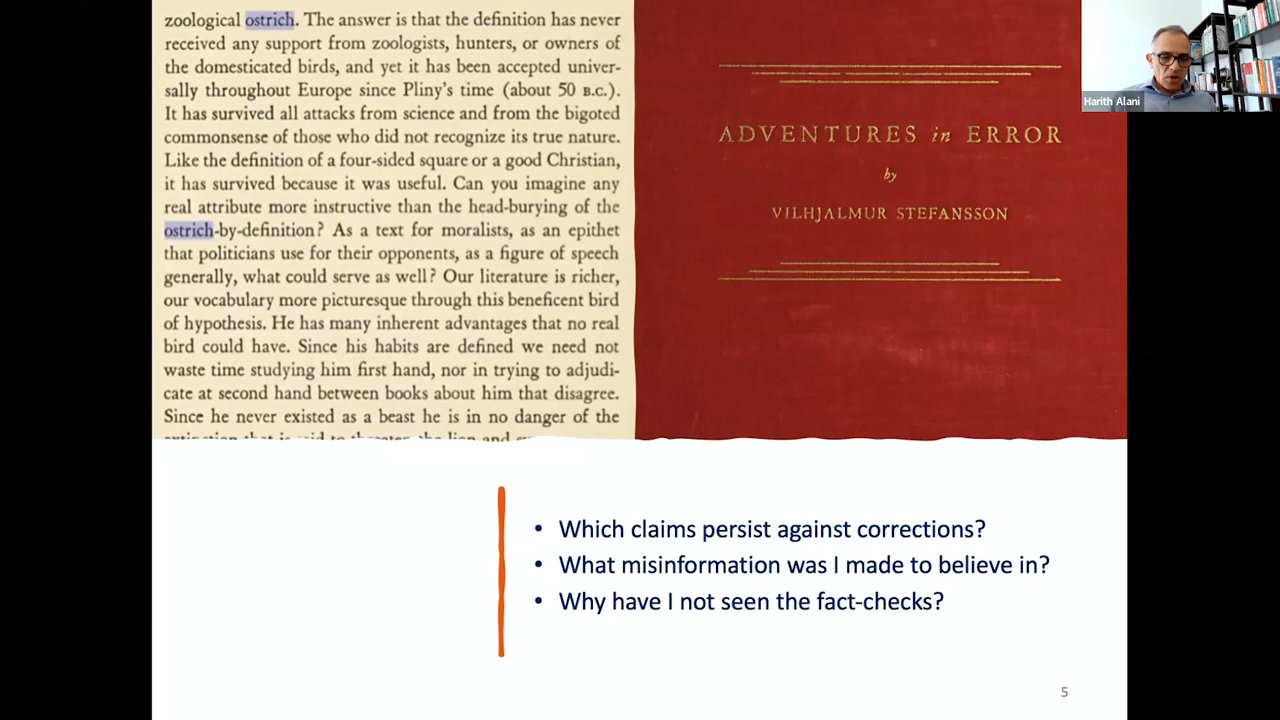 zoological ostrich. The answer is that the definition has never
received any support from zoologists, hunters, or owners of
the domesticated birds, and yet it has been accepted univer-
sally throughout Europe since Pliny's time (about 50 B.C.).
It has survived all attacks from science and from the bigoted
commonsense of those who did not recognize its true nature.
Like the definition of a four-sided square or a good Christian,
it has survived because it was useful. Can you imagine any
real attribute more instructive than the head-burying of the
ostrich-by-definition? As a text for moralists, as an epithet
that politicians use for their opponents, as a figure of speech
generally, what could serve as well? Our literature is richer,
our vocabulary more picturesque through this beneficent bird
of hypothesis. He has many inherent advantages that no real
bird could have. Since his habits are defined we need not
waste time studying him first hand, nor in trying to adjudi-
cate at second hand between books about him that disagree.
Since he never existed as a beast he is in no danger of the
ADVENTURES in ERROR
by
VILHJALMUR STEFANSSON
Harith Alani
• Which claims persist against corrections?
• What misinformation was I made to believe in?
• Why have I not seen the fact-checks?
5